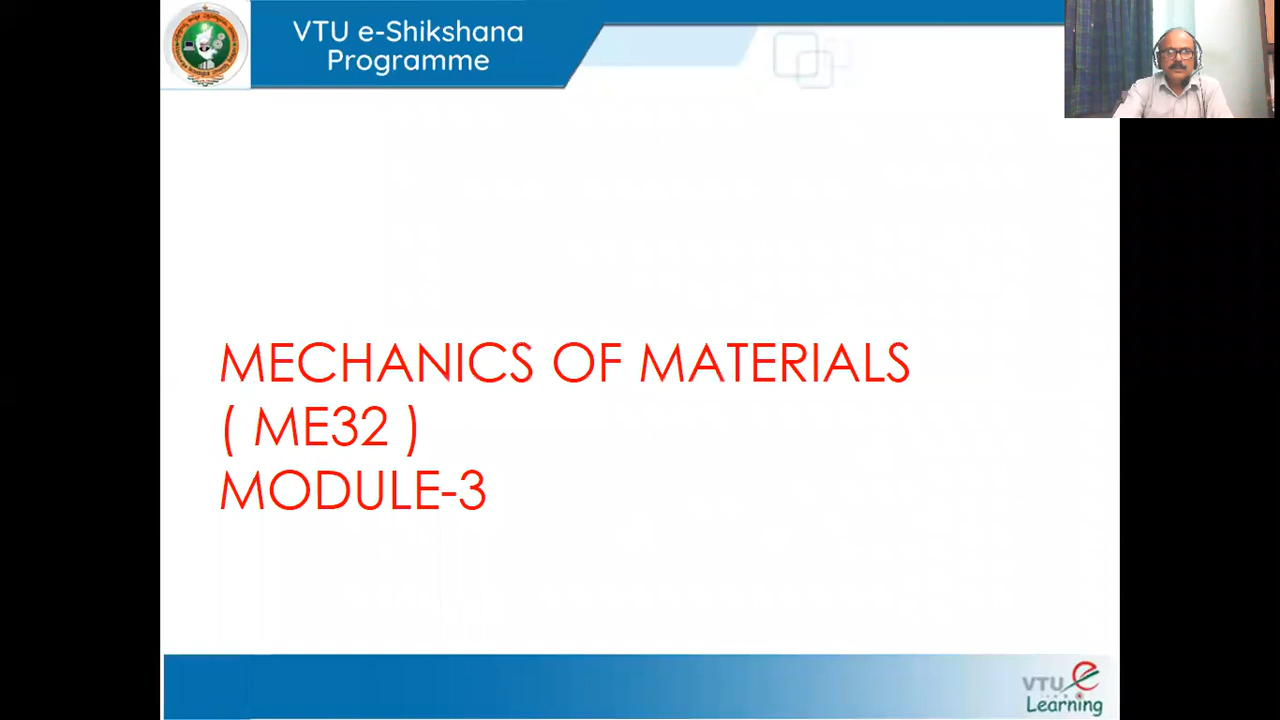 VTU e-Shikshana
Programme
MECHANICS OF MATERIALS
( ME32 )
MODULE-3
VTU e
Learning